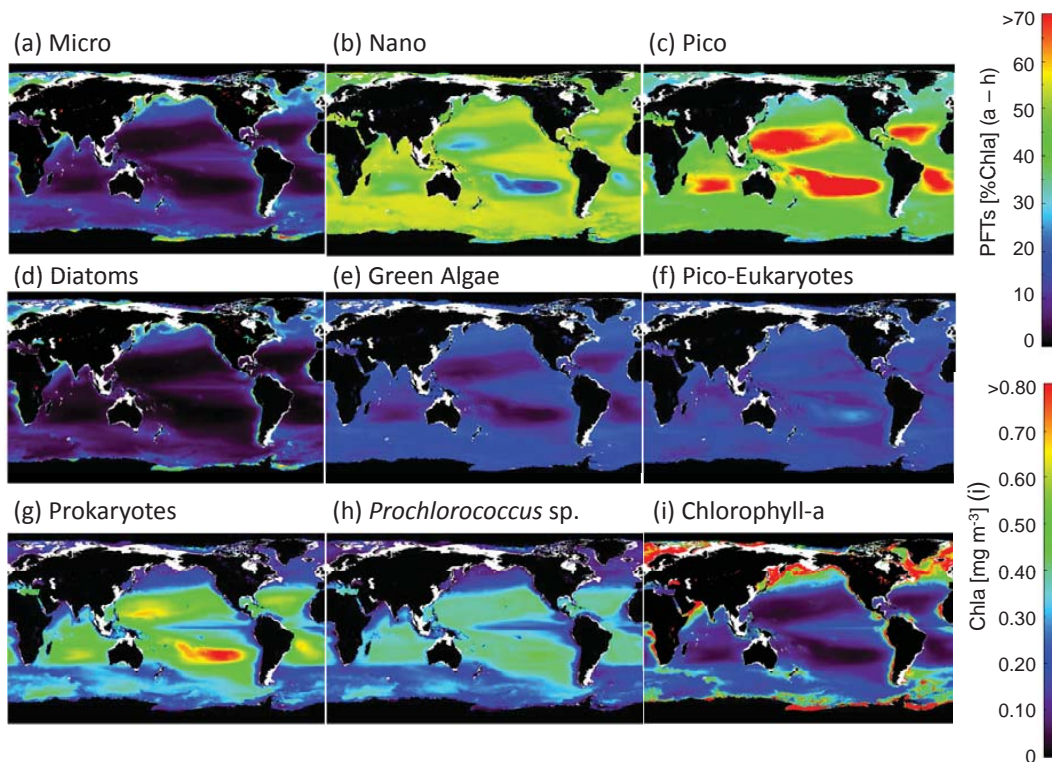 (a) Micro
(b) Nano
(c) Pico
>70
60
50
40
30
20
10
0
PFTs [%Chla] (a – h)
(d) Diatoms
(e) Green Algae
(f) Pico-Eukaryotes
>0.80
0.70
0.60
0.50
0.40
0.30
0.20
0.10
0
Chla [mg m-3] (i)
(g) Prokaryotes
(h) Prochlorococcus sp.
(i) Chlorophyll-a